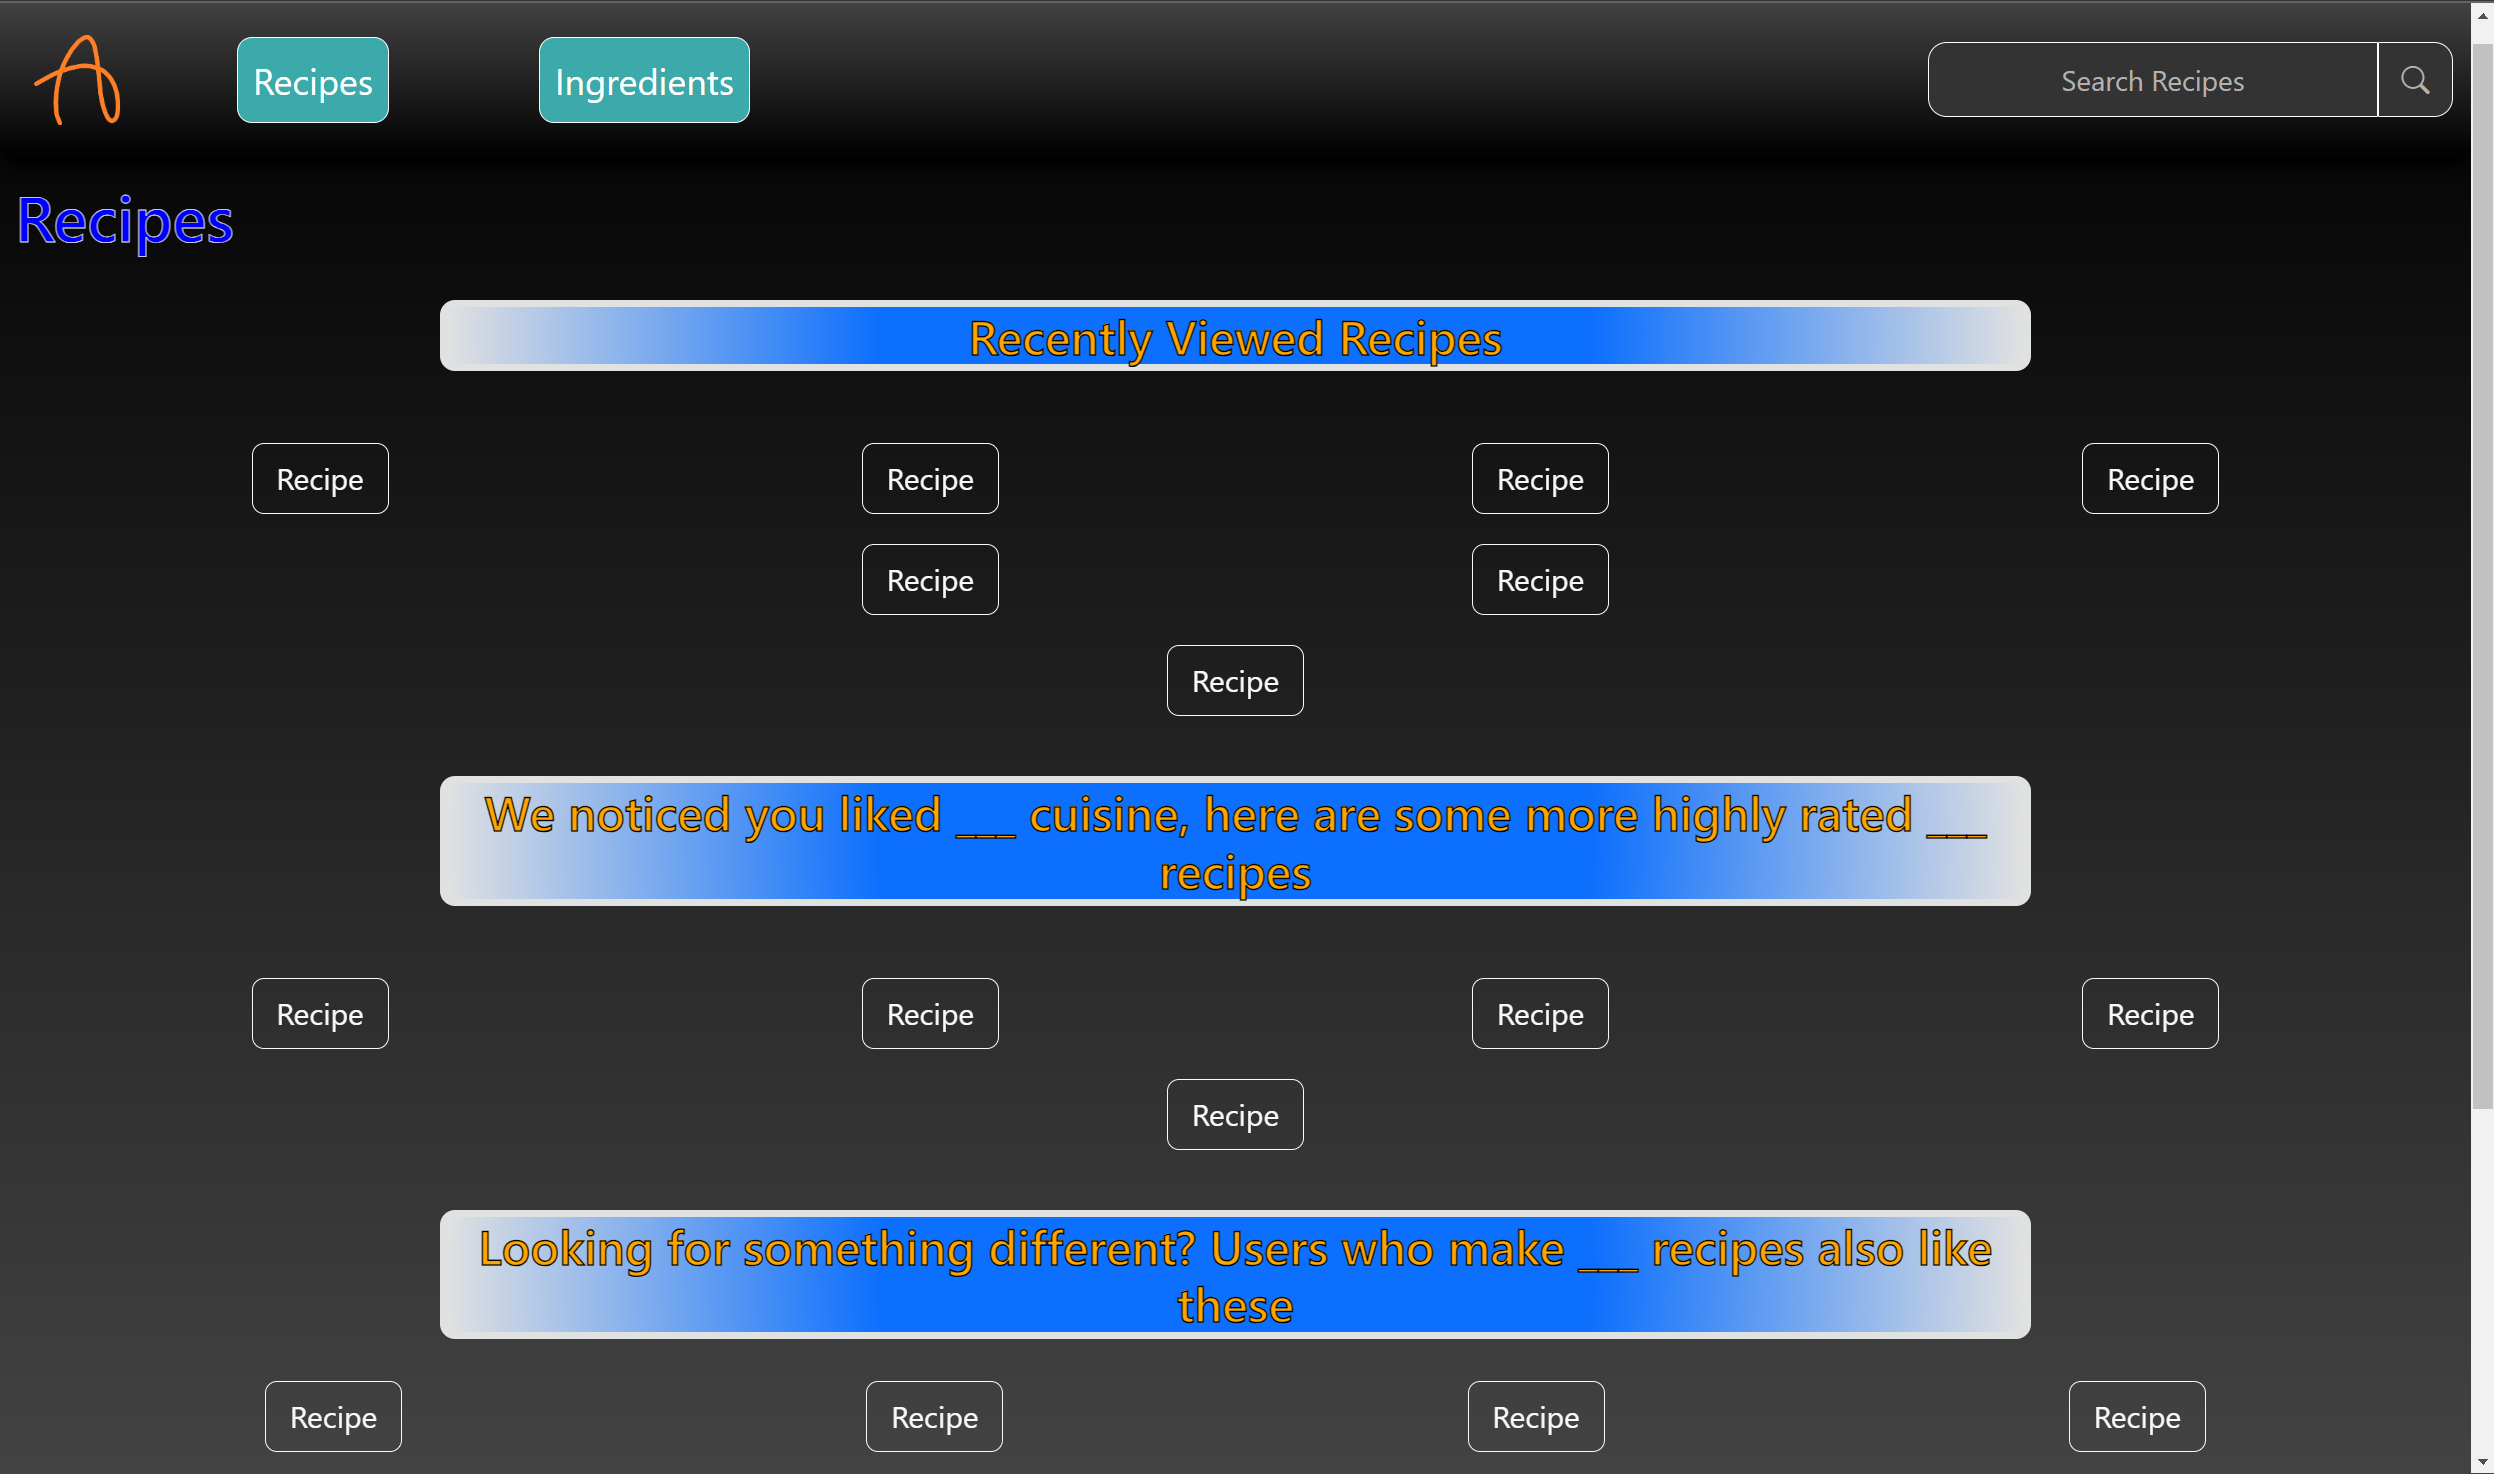 A
Recipes
Ingredients
Search Recipes
Recipes
Recently Viewed Recipes
Recipe
Recipe
Recipe
Recipe
Recipe
Recipe
Recipe
We noticed you liked ___ cuisine, here are some more highly rated ___
recipes
Recipe
Recipe
Recipe
Recipe
Recipe
Looking for something different? Users who make ___ recipes also like
these
Recipe
Recipe
Recipe
Recipe